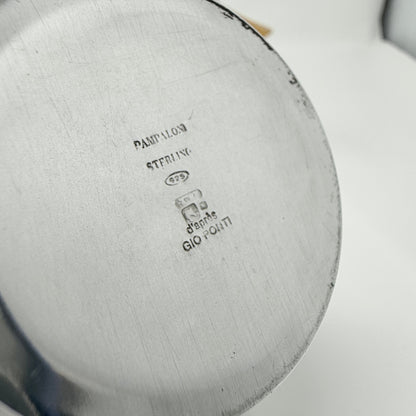 PAMPALONI
STERLING
925
d'après
GIO PONTI